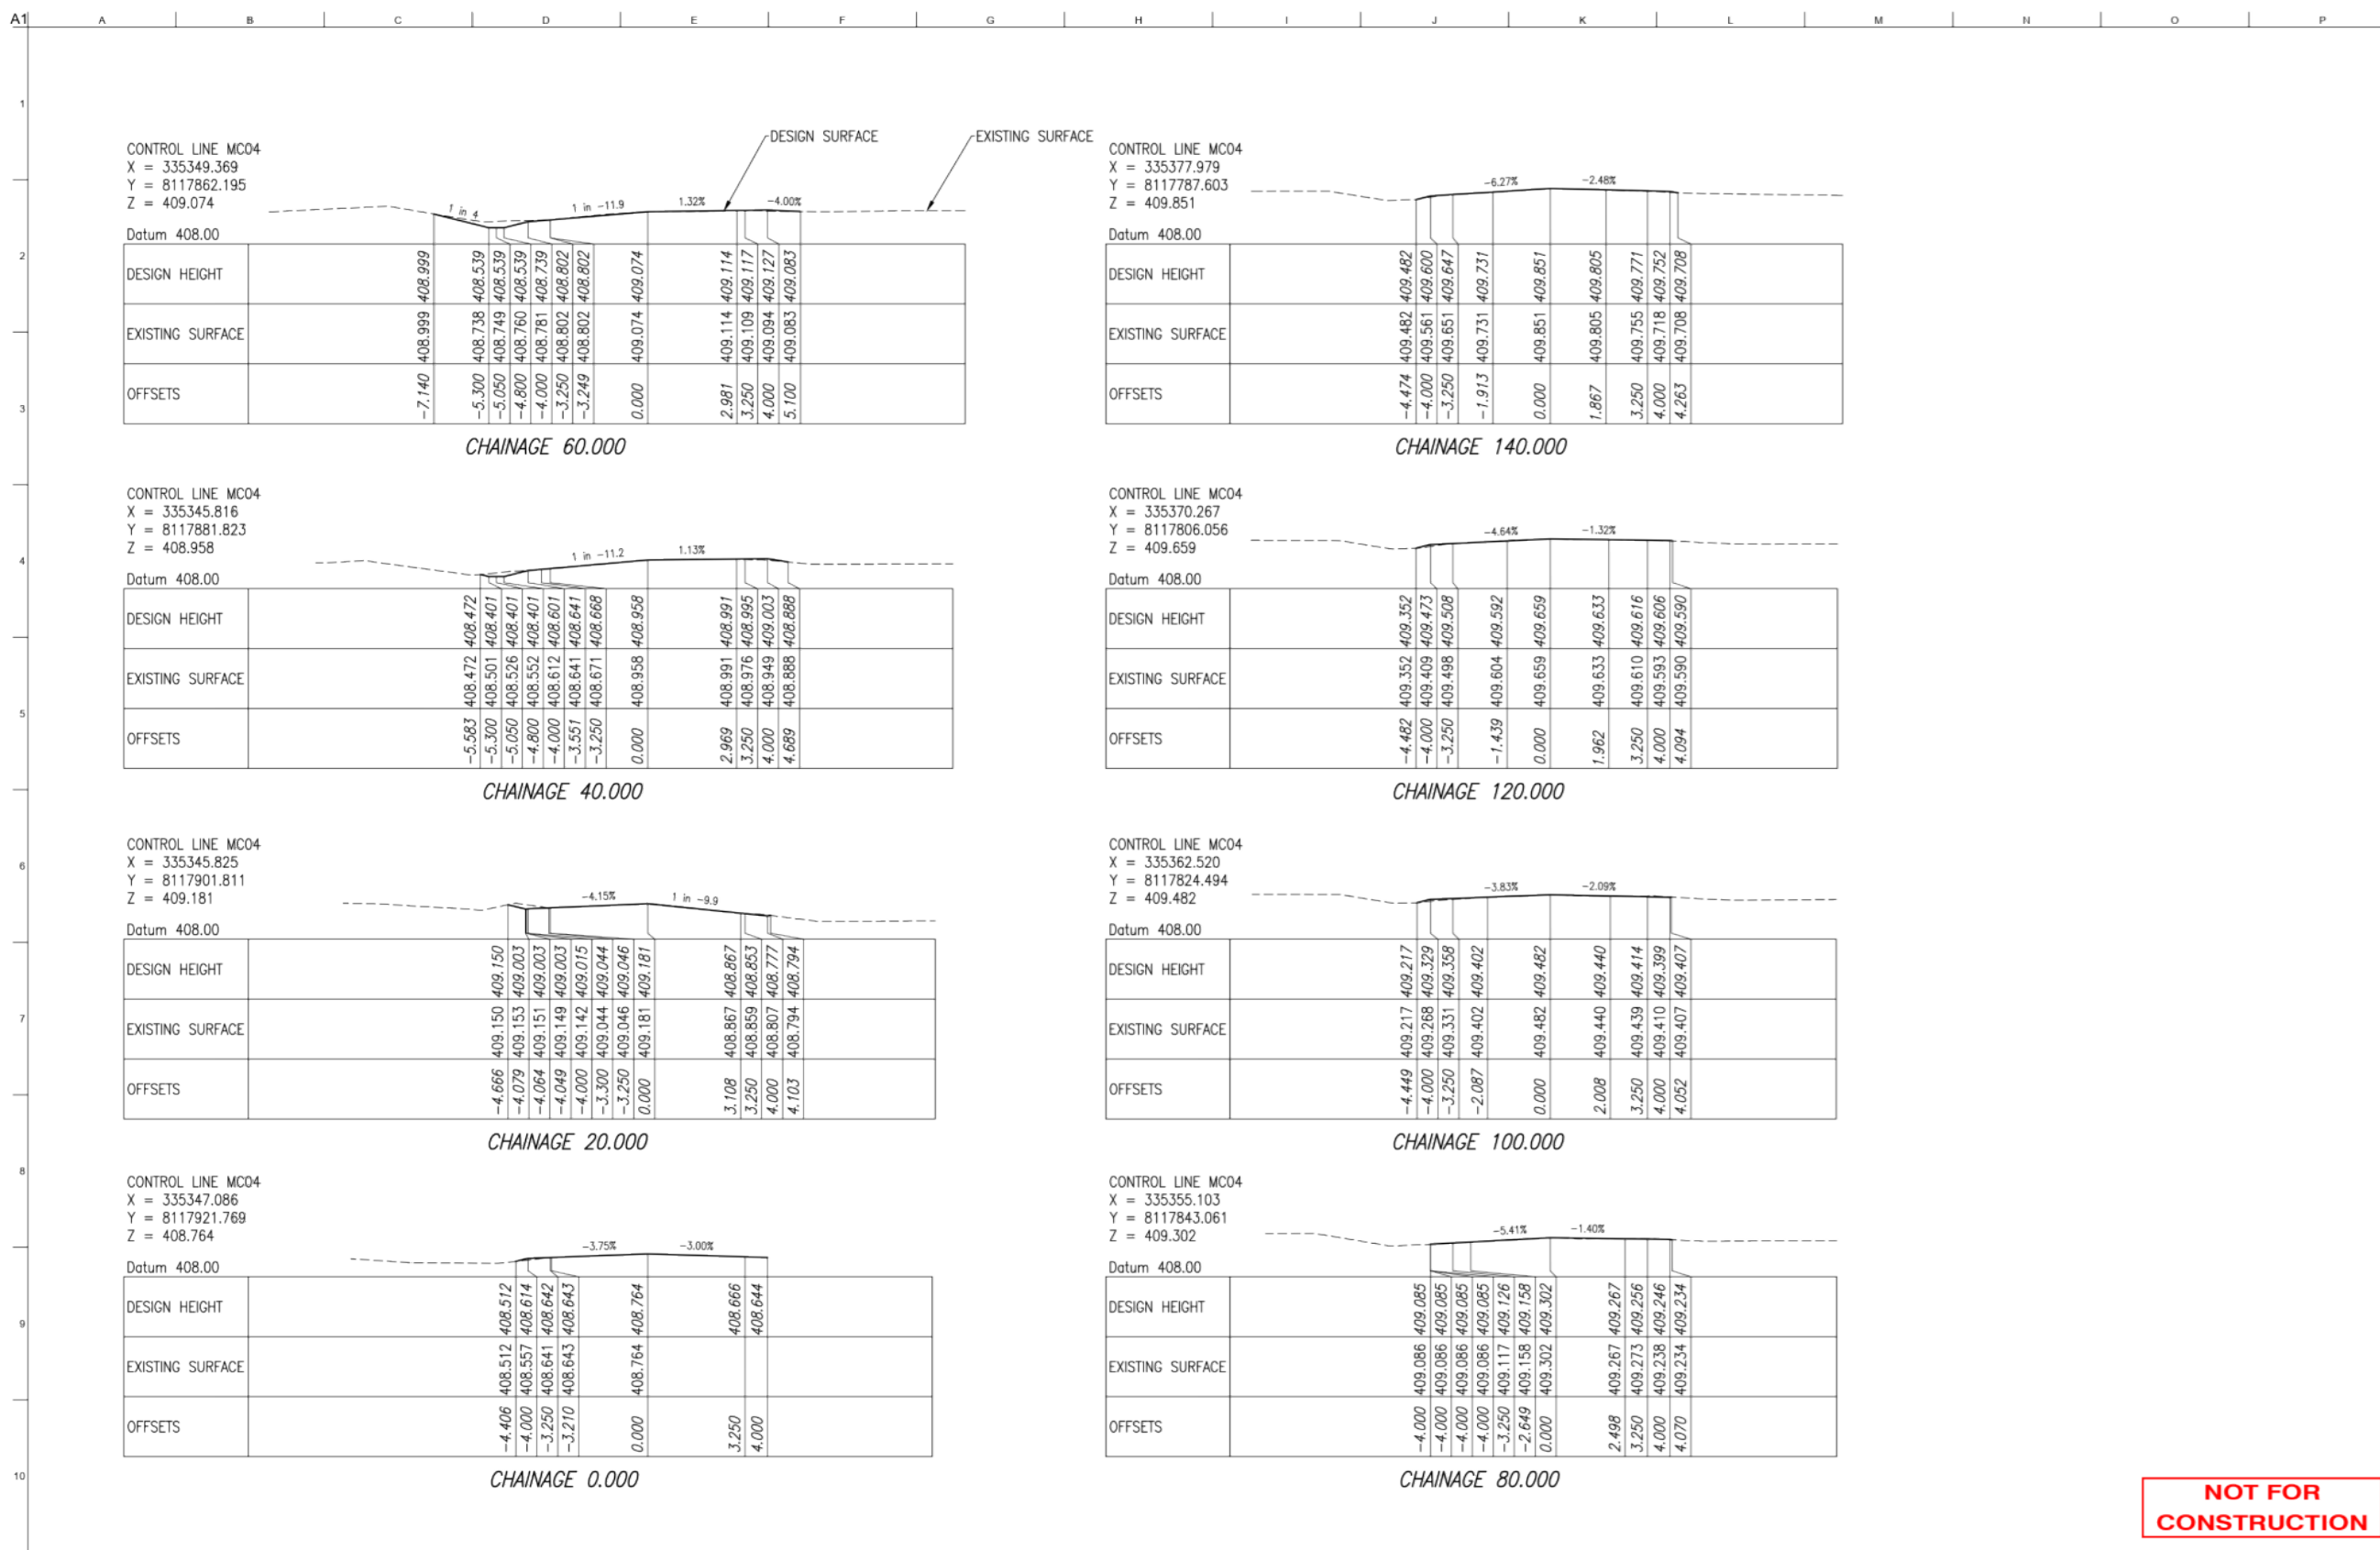 A1 A B C D E F G H I J K L M N O P
1
2
3
4
5
6
7
8
9
10
DESIGN SURFACE
EXISTING SURFACE
CONTROL LINE MC04
X = 335349.369
Y = 8117862.195
Z = 409.074
1 in 4 1 in -11.9 1.32% -4.00%
Datum 408.00
DESIGN HEIGHT 408.999 408.539 408.539 408.539 408.739 408.802 408.802 409.074 409.114 409.117 409.127 409.083
EXISTING SURFACE 408.999 408.738 408.749 408.760 408.781 408.802 408.802 409.074 409.114 409.109 409.094 409.083
OFFSETS -7.140 -5.300 -5.050 -4.800 -4.000 -3.250 -3.249 0.000 2.981 3.250 4.000 5.100
CHAINAGE 60.000
CONTROL LINE MC04
X = 335345.816
Y = 8117881.823
Z = 408.958
1 in -11.2 1.13%
Datum 408.00
DESIGN HEIGHT 408.472 408.401 408.401 408.401 408.601 408.641 408.668 408.958 408.991 408.995 409.003 408.888
EXISTING SURFACE 408.472 408.501 408.526 408.552 408.612 408.641 408.671 408.958 408.991 408.976 408.949 408.888
OFFSETS -5.583 -5.300 -5.050 -4.800 -4.000 -3.551 -3.250 0.000 2.969 3.250 4.000 4.689
CHAINAGE 40.000
CONTROL LINE MC04
X = 335345.825
Y = 8117901.811
Z = 409.181
-4.15% 1 in -9.9
Datum 408.00
DESIGN HEIGHT 409.150 409.003 409.003 409.003 409.015 409.044 409.046 409.181 408.867 408.853 408.777 408.794
EXISTING SURFACE 409.150 409.153 409.151 409.149 409.142 409.044 409.046 409.181 408.867 408.859 408.807 408.794
OFFSETS -4.666 -4.079 -4.064 -4.049 -4.000 -3.300 -3.250 0.000 3.108 3.250 4.000 4.103
CHAINAGE 20.000
CONTROL LINE MC04
X = 335347.086
Y = 8117921.769
Z = 408.764
-3.75% -3.00%
Datum 408.00
DESIGN HEIGHT 408.512 408.614 408.642 408.643 408.764 408.666 408.644
EXISTING SURFACE 408.512 408.557 408.641 408.643 408.764
OFFSETS -4.406 -4.000 -3.250 -3.210 0.000 3.250 4.000
CHAINAGE 0.000
CONTROL LINE MC04
X = 335377.979
Y = 8117787.603
Z = 409.851
-6.27% -2.48%
Datum 408.00
DESIGN HEIGHT 409.482 409.600 409.647 409.731 409.851 409.805 409.771 409.752 409.708
EXISTING SURFACE 409.482 409.561 409.651 409.731 409.851 409.805 409.755 409.718 409.708
OFFSETS -4.474 -4.000 -3.250 -1.913 0.000 1.867 3.250 4.000 4.263
CHAINAGE 140.000
CONTROL LINE MC04
X = 335370.267
Y = 8117806.056
Z = 409.659
-4.64% -1.32%
Datum 408.00
DESIGN HEIGHT 409.352 409.473 409.508 409.592 409.659 409.633 409.616 409.606 409.590
EXISTING SURFACE 409.352 409.409 409.498 409.604 409.659 409.633 409.610 409.593 409.590
OFFSETS -4.482 -4.000 -3.250 -1.439 0.000 1.962 3.250 4.000 4.094
CHAINAGE 120.000
CONTROL LINE MC04
X = 335362.520
Y = 8117824.494
Z = 409.482
-3.83% -2.09%
Datum 408.00
DESIGN HEIGHT 409.217 409.329 409.358 409.402 409.482 409.440 409.414 409.399 409.407
EXISTING SURFACE 409.217 409.268 409.331 409.402 409.482 409.440 409.439 409.410 409.407
OFFSETS -4.449 -4.000 -3.250 -2.087 0.000 2.008 3.250 4.000 4.052
CHAINAGE 100.000
CONTROL LINE MC04
X = 335355.103
Y = 8117843.061
Z = 409.302
-5.41% -1.40%
Datum 408.00
DESIGN HEIGHT 409.085 409.085 409.085 409.085 409.126 409.158 409.302 409.267 409.256 409.246 409.234
EXISTING SURFACE 409.086 409.086 409.086 409.086 409.117 409.158 409.302 409.267 409.273 409.238 409.234
OFFSETS -4.000 -4.000 -4.000 -4.000 -3.250 -2.649 0.000 2.498 3.250 4.000 4.070
CHAINAGE 80.000
NOT FOR
CONSTRUCTION